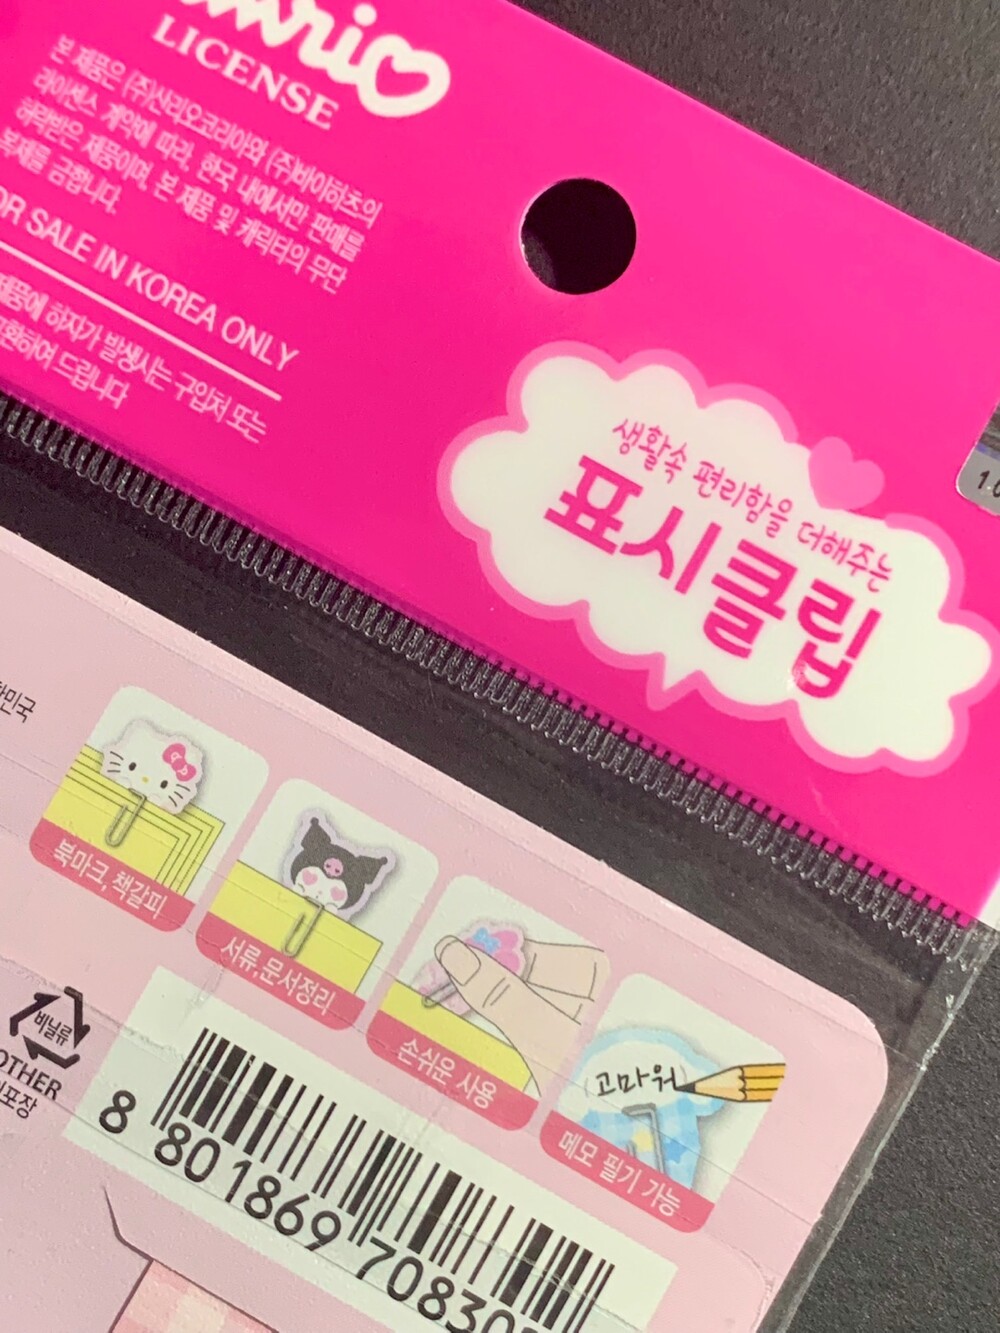 LICENSE
본 제품은 (주)산리오코리아와 (주)바이하츠의
라이센스 계약에 따라, 한국 내에서만 판매를
허락받은 제품이며, 본 제품 및 캐릭터의 무단
복제를 금합니다.
OR SALE IN KOREA ONLY
제품에 하자가 발생시는 구입처 또는
교환하여 드립니다
생활속 편리함을 더해주는
표시클립
민국
북마크, 책갈피
서류,문서정리
손쉬운 사용
고마워
메모 필기 가능
비닐류
OTHER
포장
8 801869 70830